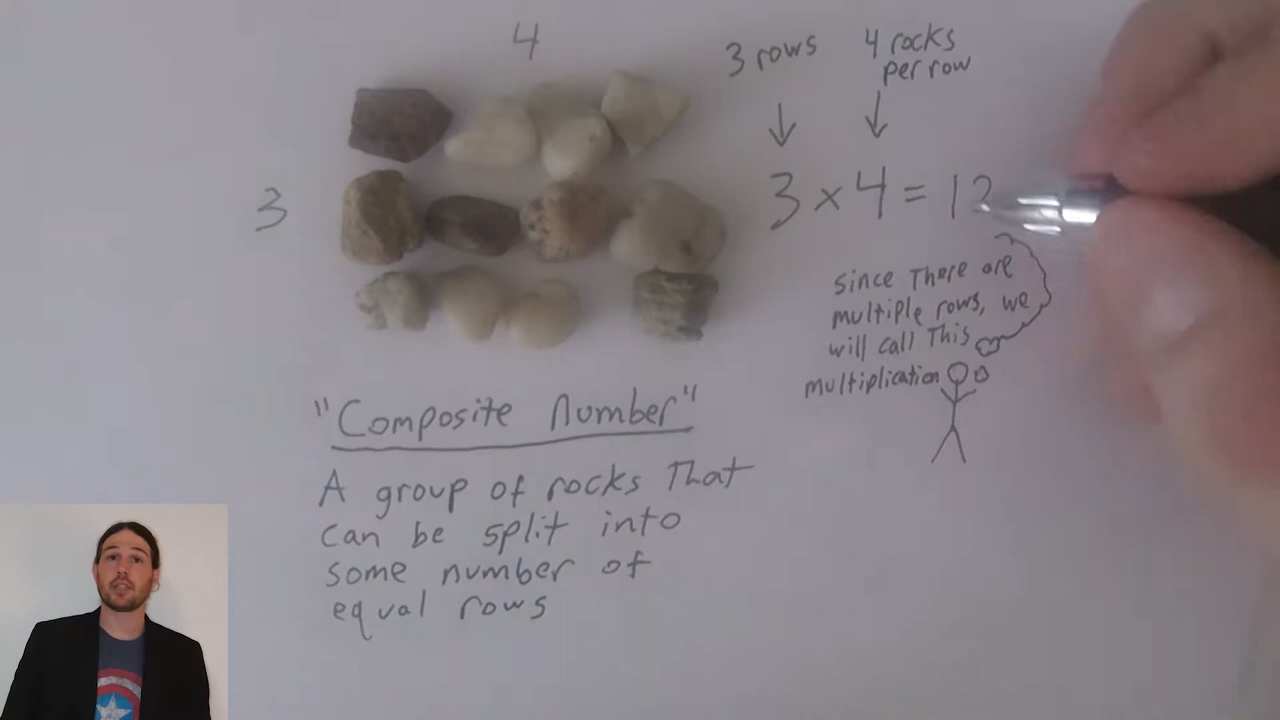 4
3 rows
4 rocks
per row
3
3 x 4 = 12
since there are
multiple rows, we
will call this
multiplication
"Composite number"
A group of rocks that
can be split into
some number of
equal rows